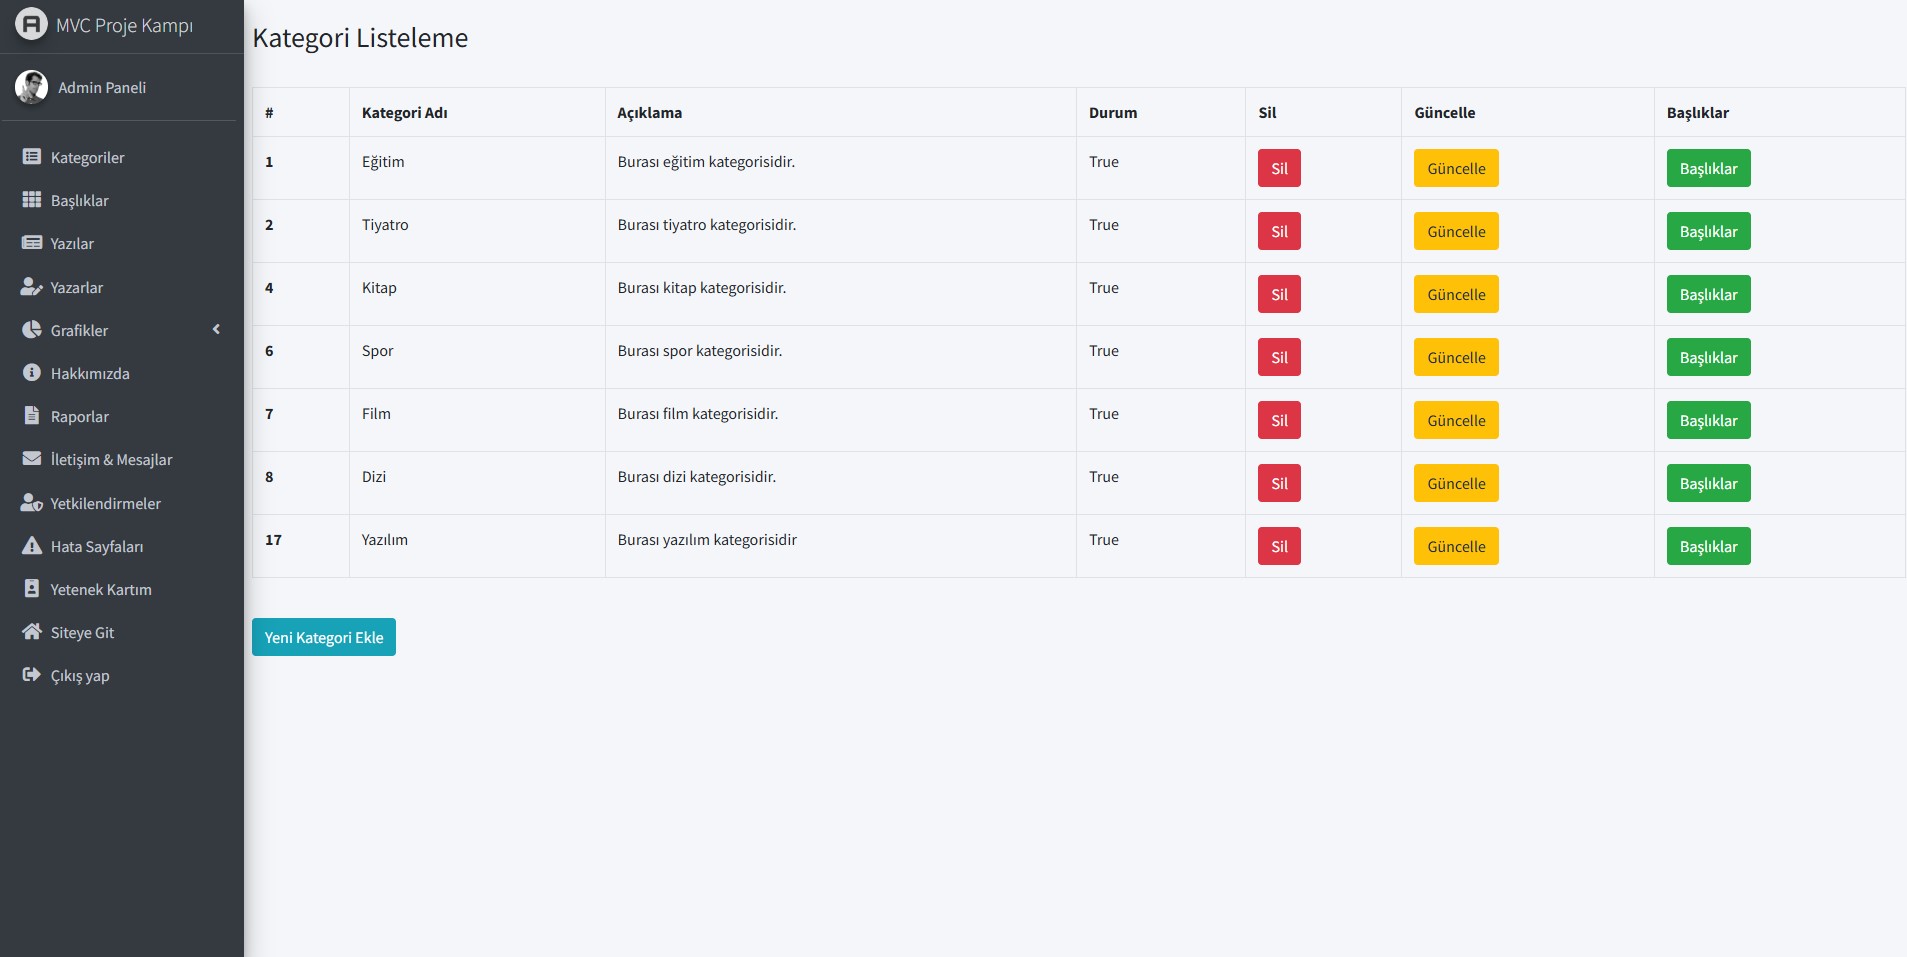 MVC Proje Kampı
Admin Paneli
Kategoriler
Başlıklar
Yazılar
Yazarlar
Grafikler
Hakkımızda
Raporlar
İletişim & Mesajlar
Yetkilendirmeler
Hata Sayfaları
Yetenek Kartım
Siteye Git
Çıkış yap
Kategori Listeleme
# Kategori Adı Açıklama Durum Sil Güncelle Başlıklar
1 Eğitim Burası eğitim kategorisidir. True Sil Güncelle Başlıklar
2 Tiyatro Burası tiyatro kategorisidir. True Sil Güncelle Başlıklar
4 Kitap Burası kitap kategorisidir. True Sil Güncelle Başlıklar
6 Spor Burası spor kategorisidir. True Sil Güncelle Başlıklar
7 Film Burası film kategorisidir. True Sil Güncelle Başlıklar
8 Dizi Burası dizi kategorisidir. True Sil Güncelle Başlıklar
17 Yazılım Burası yazılım kategorisidir True Sil Güncelle Başlıklar
Yeni Kategori Ekle